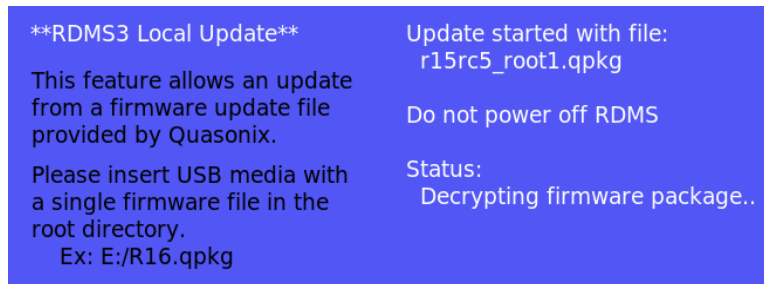 **RDMS3 Local Update**
This feature allows an update
from a firmware update file
provided by Quasonix.
Please insert USB media with
a single firmware file in the
root directory.
Ex: E:/R16.qpkg
Update started with file:
r15rc5_root1.qpkg
Do not power off RDMS
Status:
Decrypting firmware package..